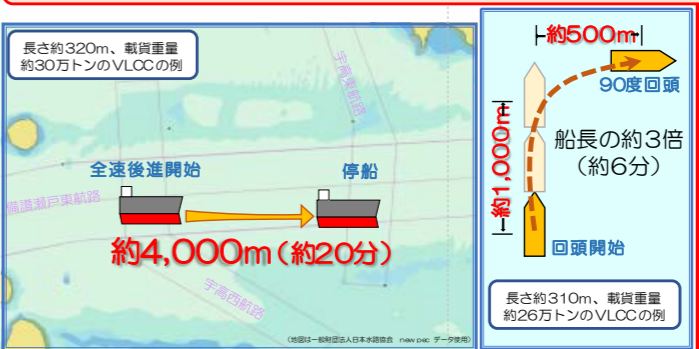 長さ約320m、載貨重量
約30万トンのVLCCの例
宇高東航路
全速後進開始
停船
備讃瀬戸東航路
約4,000m(約20分)
宇高西航路
(地図は一般財団法人日本水路協会 new pec データ使用)
約500m
90度回頭
約1,000m
船長の約3倍
(約6分)
回頭開始
長さ約310m、載貨重量
約26万トンのVLCCの例